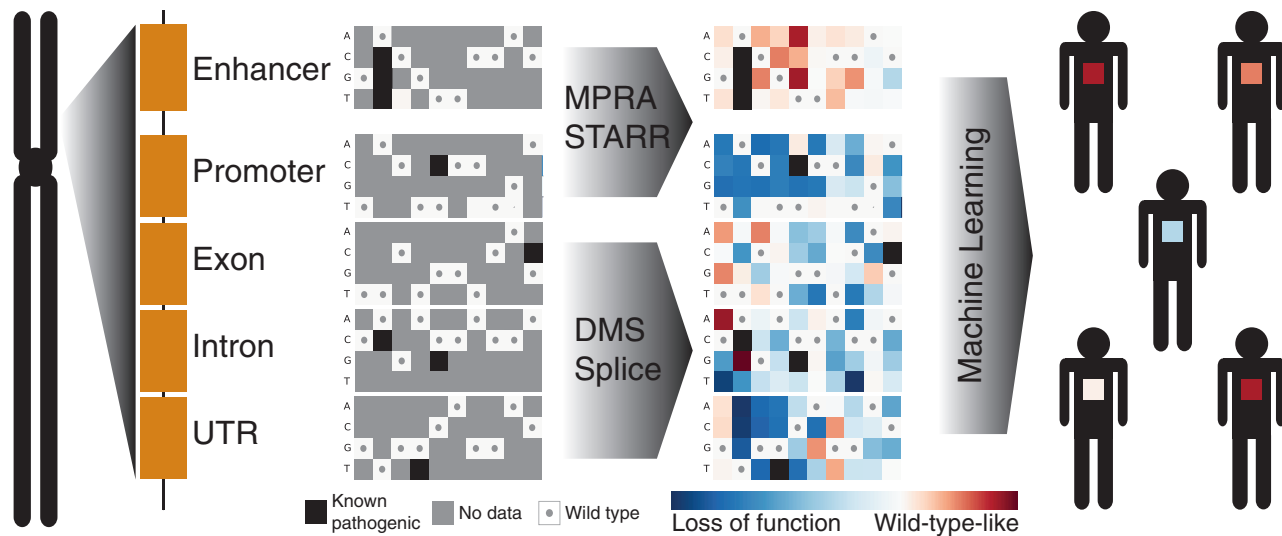 Enhancer
Promoter
Exon
Intron
UTR
A
C
G
T
A
C
G
T
A
C
G
T
A
C
G
T
A
C
G
T
MPRA
STARR
DMS
Splice
A
C
G
T
A
C
G
T
A
C
G
T
A
C
G
T
A
C
G
T
Machine Learning
Known
pathogenic
No data
Wild type
Loss of function
Wild-type-like